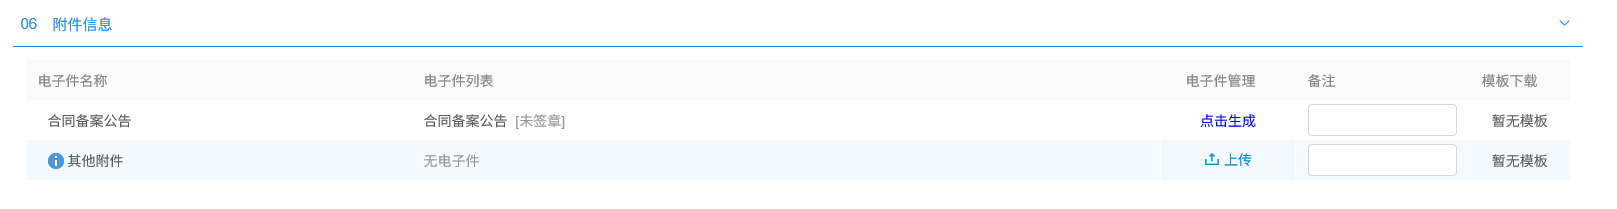 06 附件信息
电子件名称 电子件列表 电子件管理 备注 模板下载
合同备案公告 合同备案公告 [未签章] 点击生成 暂无模板
其他附件 无电子件 上传 暂无模板